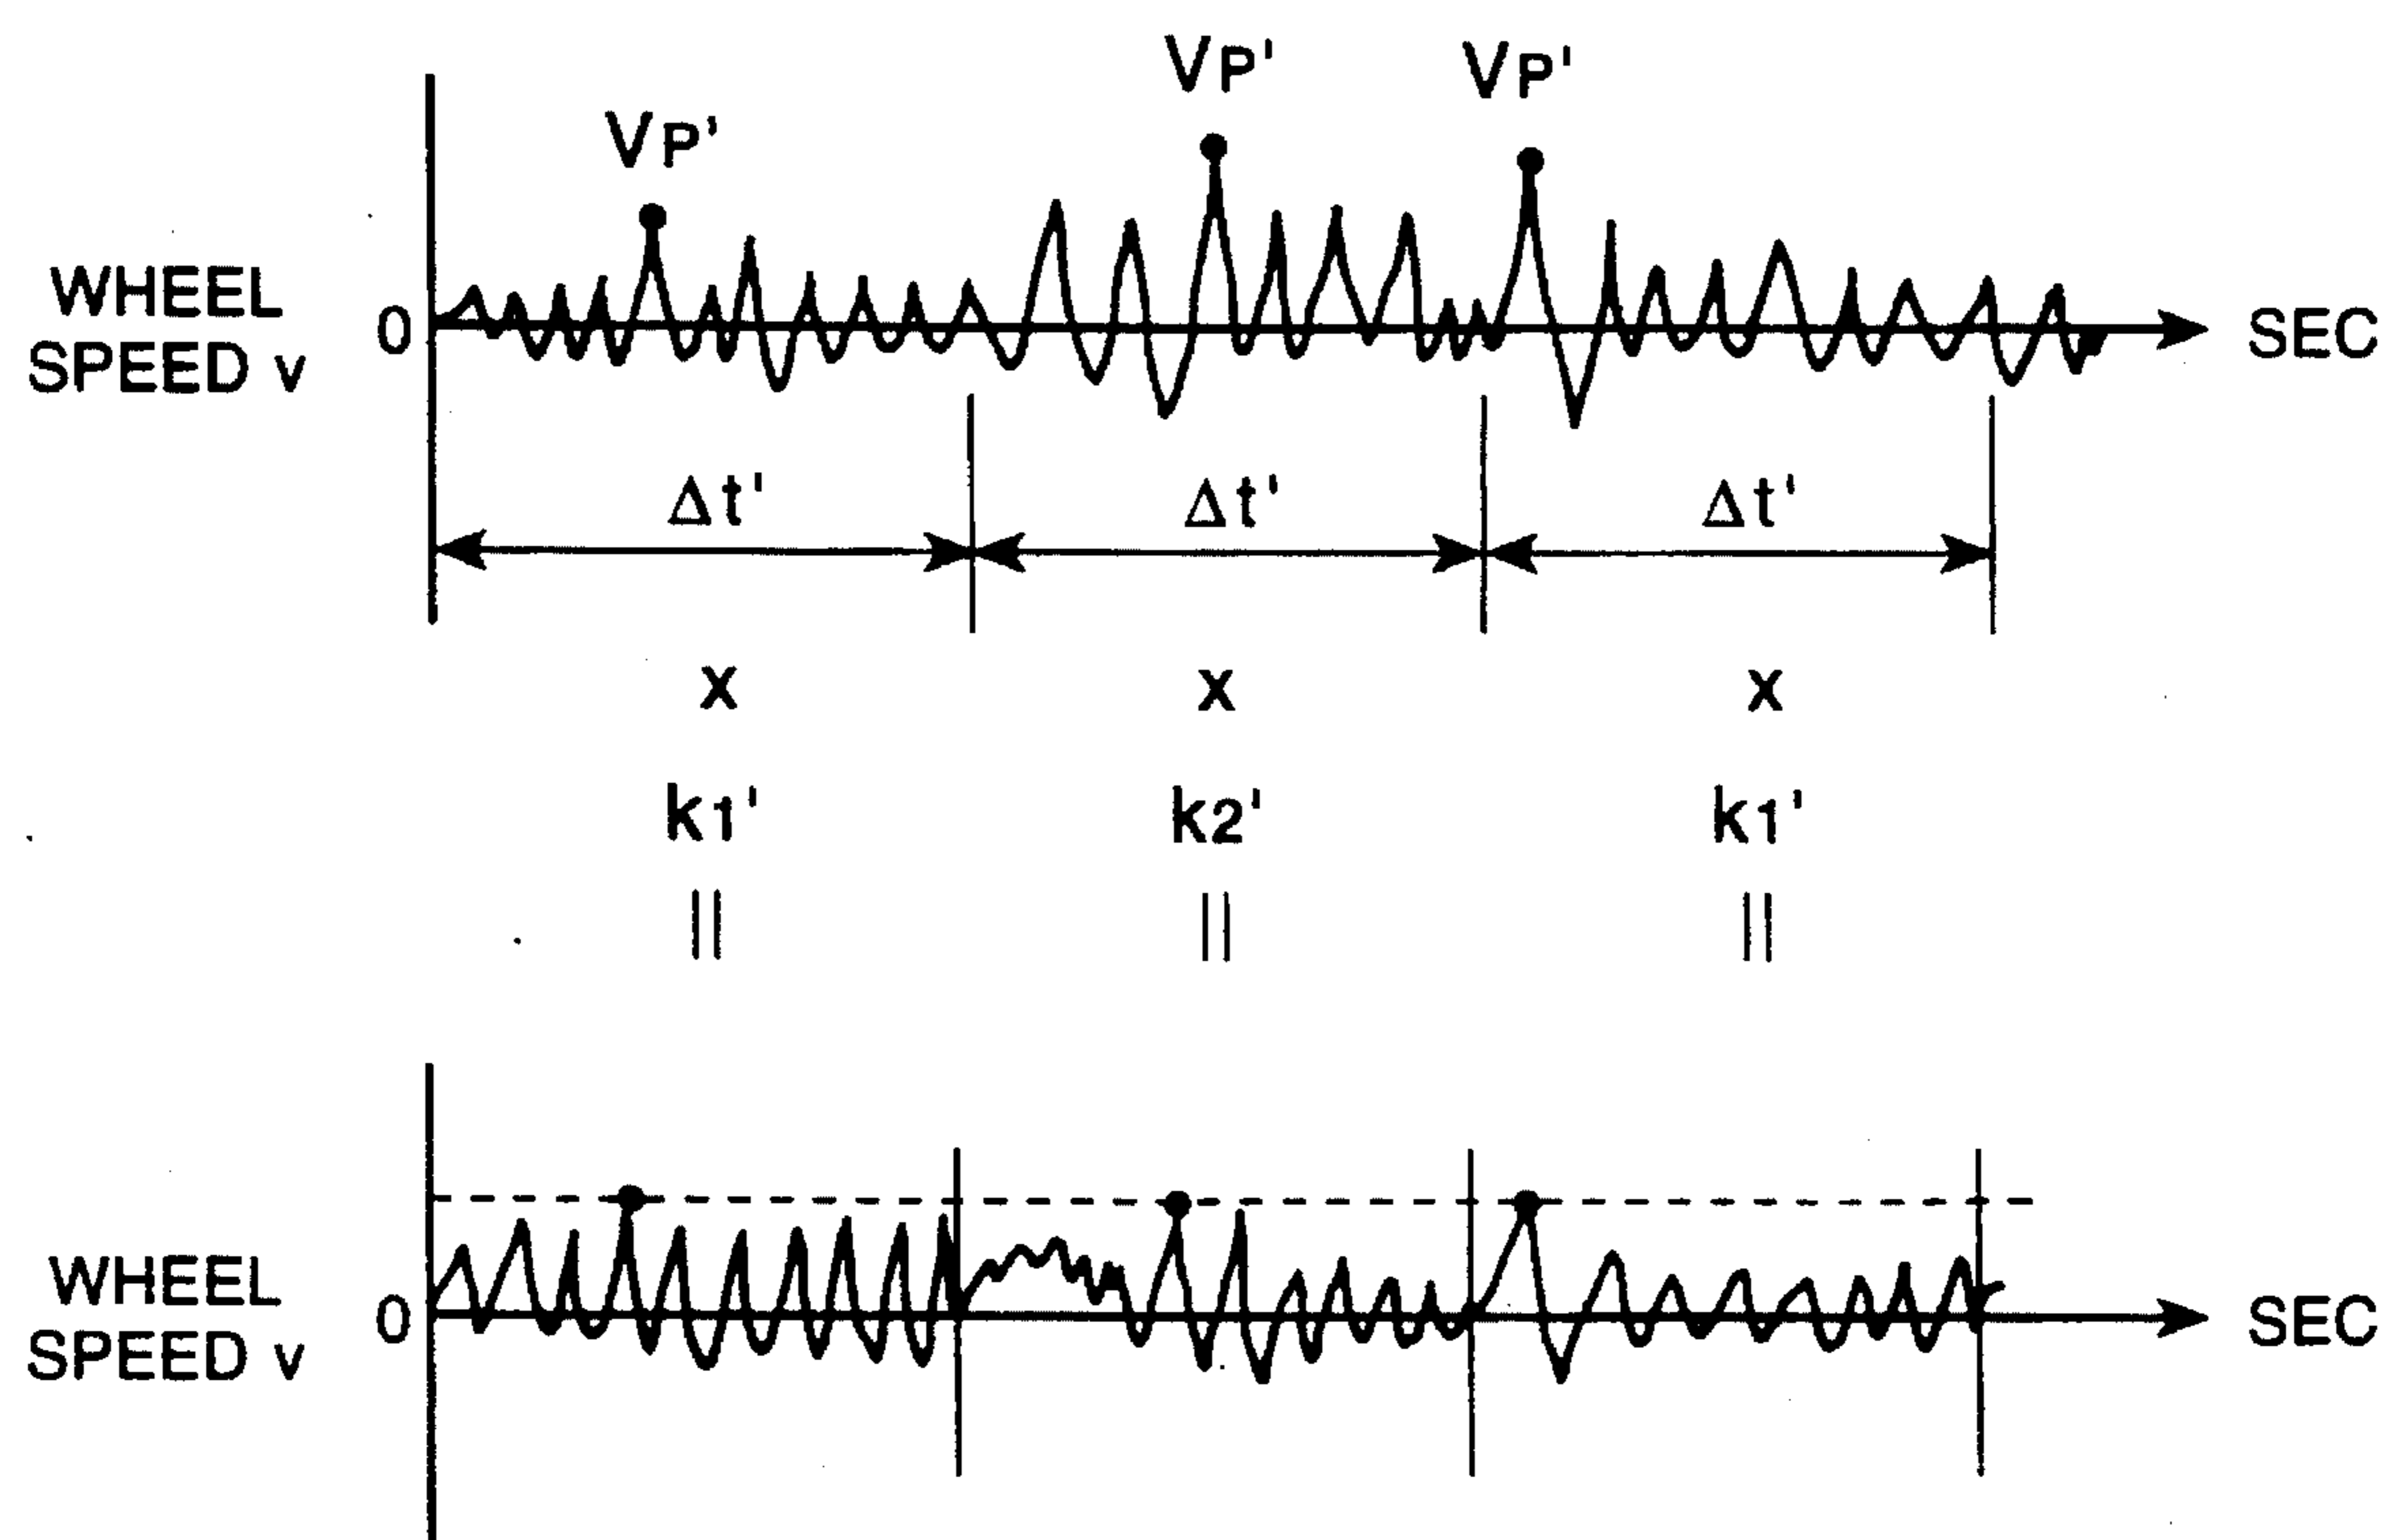 VP' VP'
VP'
WHEEL
SPEED v
0
SEC
Δt' Δt' Δt'
x x x
k1' k2' k1'
|| || ||
WHEEL
SPEED v
0
SEC